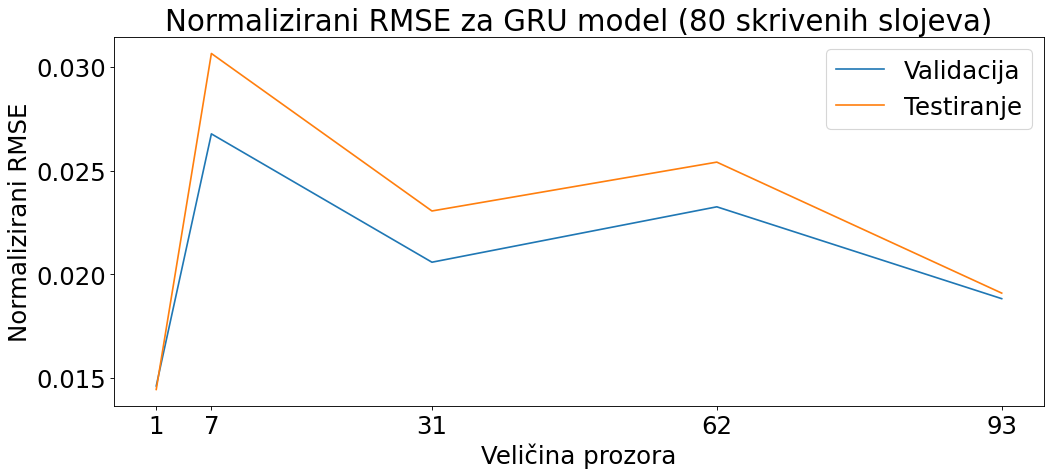 Normalizirani RMSE za GRU model (80 skrivenih slojeva)
Validacija
Testiranje
Normalizirani RMSE
0.030
0.025
0.020
0.015
1 7 31 62 93
Veličina prozora